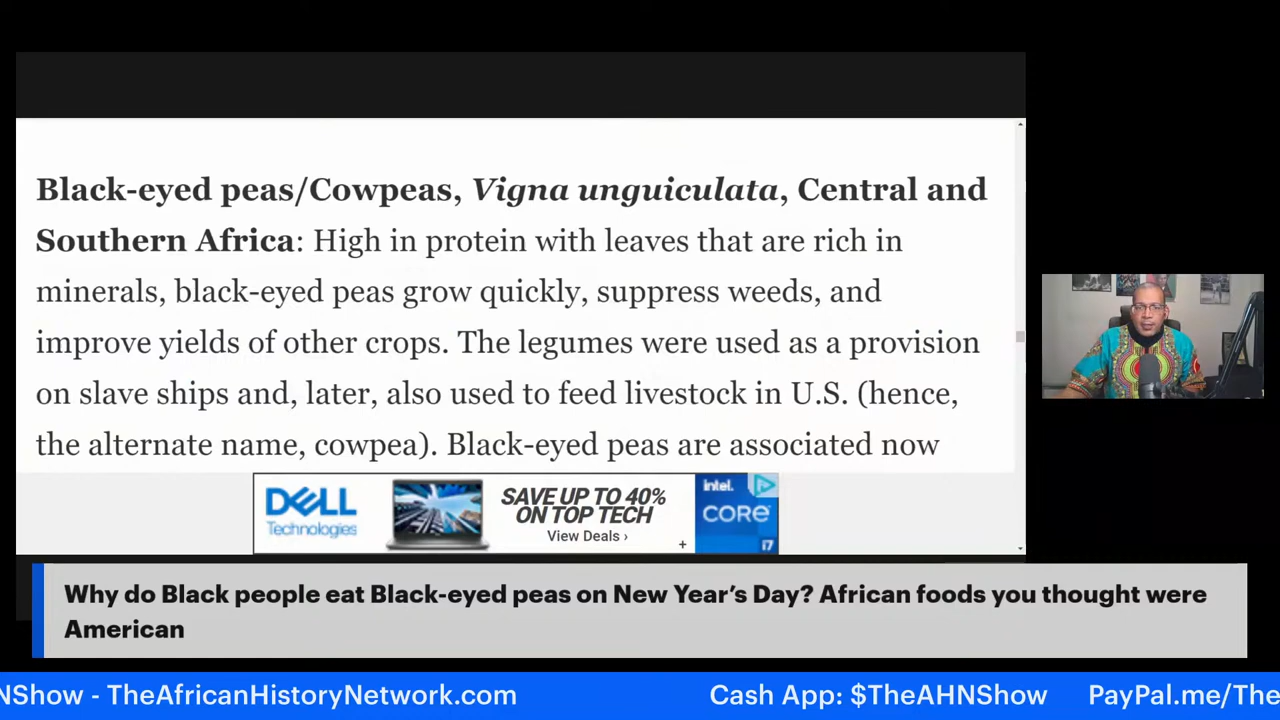 Black-eyed peas/Cowpeas, Vigna unguiculata, Central and
Southern Africa: High in protein with leaves that are rich in
minerals, black-eyed peas grow quickly, suppress weeds, and
improve yields of other crops. The legumes were used as a provision
on slave ships and, later, also used to feed livestock in U.S. (hence,
the alternate name, cowpea). Black-eyed peas are associated now
DELL
Technologies
SAVE UP TO 40%
ON TOP TECH
View Deals ›
+
intel.
CORE
i7
Why do Black people eat Black-eyed peas on New Year’s Day? African foods you thought were
American
NShow - TheAfricanHistoryNetwork.com
Cash App: $TheAHNShow
PayPal.me/The